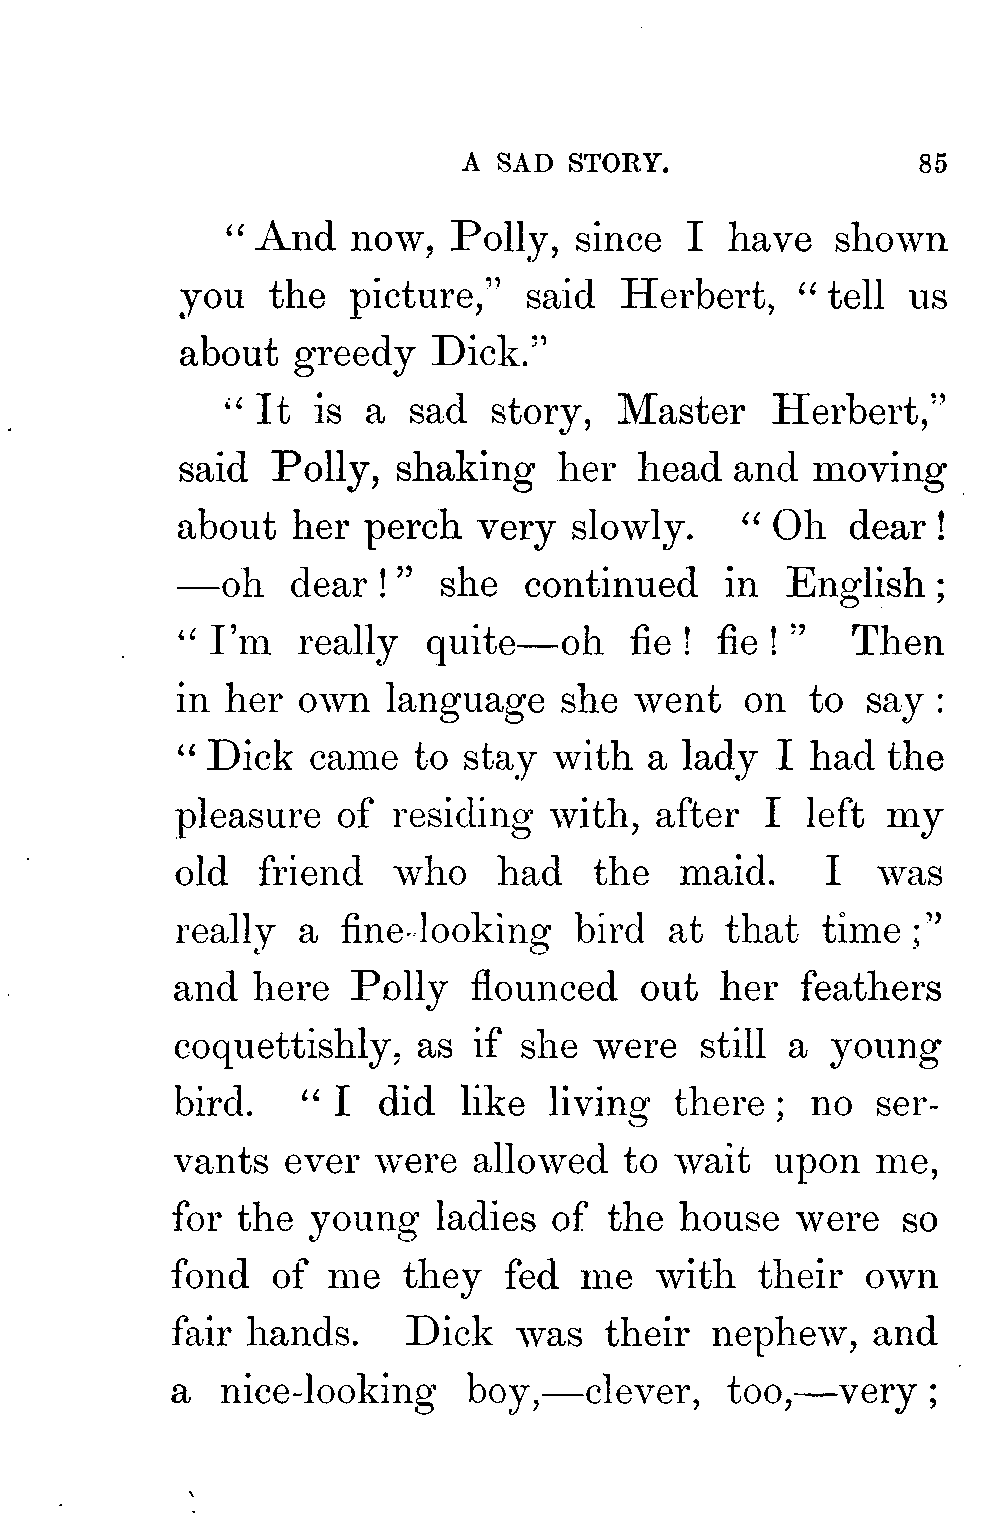 A SAD STORY. 85
“ And now, Polly, since I have shown
you the picture,” said Herbert, “ tell us
about greedy Dick.”
“ It is a sad story, Master Herbert,”
said Polly, shaking her head and moving
about her perch very slowly. “ Oh dear !
—oh dear ! ” she continued in English ;
“ I’m really quite—oh fie ! fie ! ” Then
in her own language she went on to say :
“ Dick came to stay with a lady I had the
pleasure of residing with, after I left my
old friend who had the maid. I was
really a fine-looking bird at that time ;”
and here Polly flounced out her feathers
coquettishly, as if she were still a young
bird. “ I did like living there ; no ser-
vants ever were allowed to wait upon me,
for the young ladies of the house were so
fond of me they fed me with their own
fair hands. Dick was their nephew, and
a nice-looking boy,—clever, too,—very ;